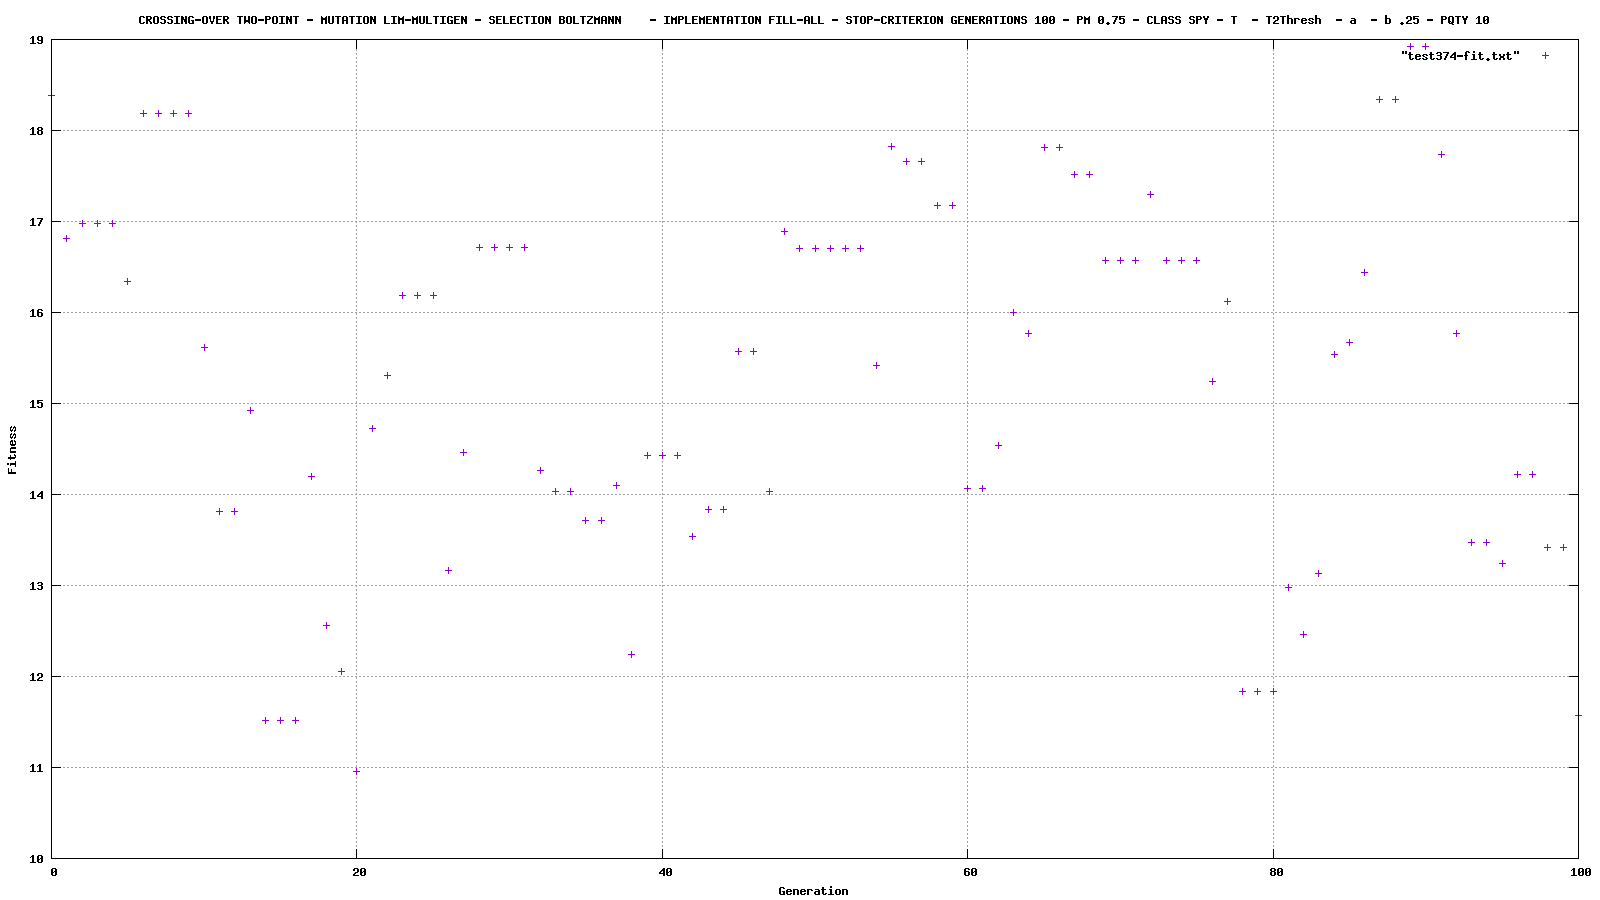 CROSSING-OVER TWO-POINT - MUTATION LIM-MULTIGEN - SELECTION BOLTZMANN    - IMPLEMENTATION FILL-ALL - STOP-CRITERION GENERATIONS 100 - PM 0.75 - CLASS SPY - T  - T2Thresh  - a  - b .25 - PQTY 10
19
"test374-fit.txt"
18
17
16
15
14
13
12
11
10
Fitness
0 20 40 60 80 100
Generation